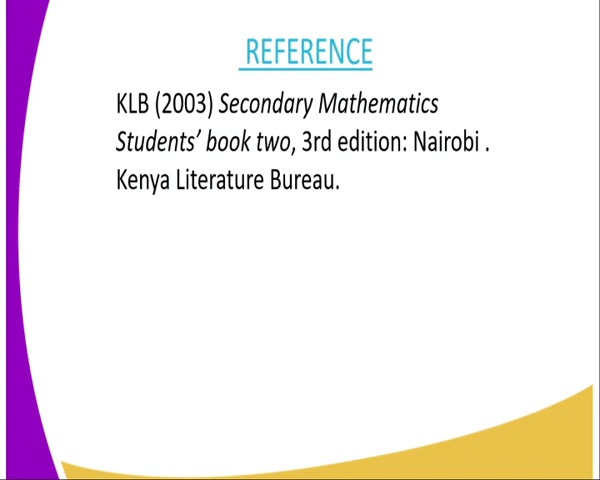 REFERENCE
KLB (2003) Secondary Mathematics
Students’ book two, 3rd edition: Nairobi .
Kenya Literature Bureau.